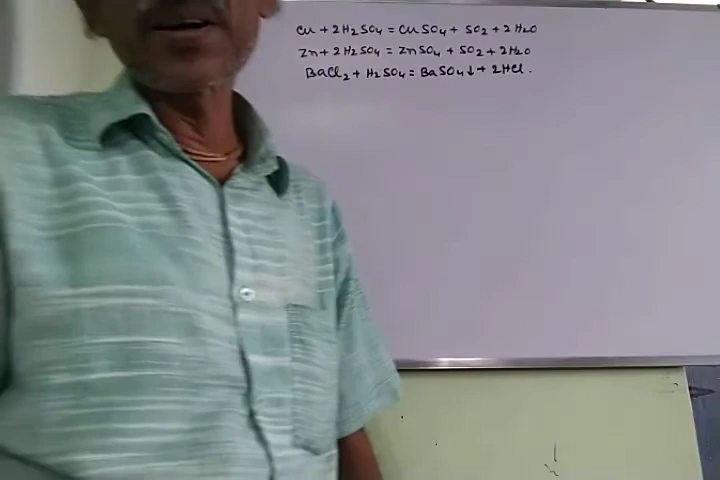 Cu + 2H₂SO₄ = CuSO₄ + SO₂ + 2H₂O
Zn + 2H₂SO₄ = ZnSO₄ + SO₂ + 2H₂O
BaCl₂ + H₂SO₄ = BaSO₄↓ + 2HCl.